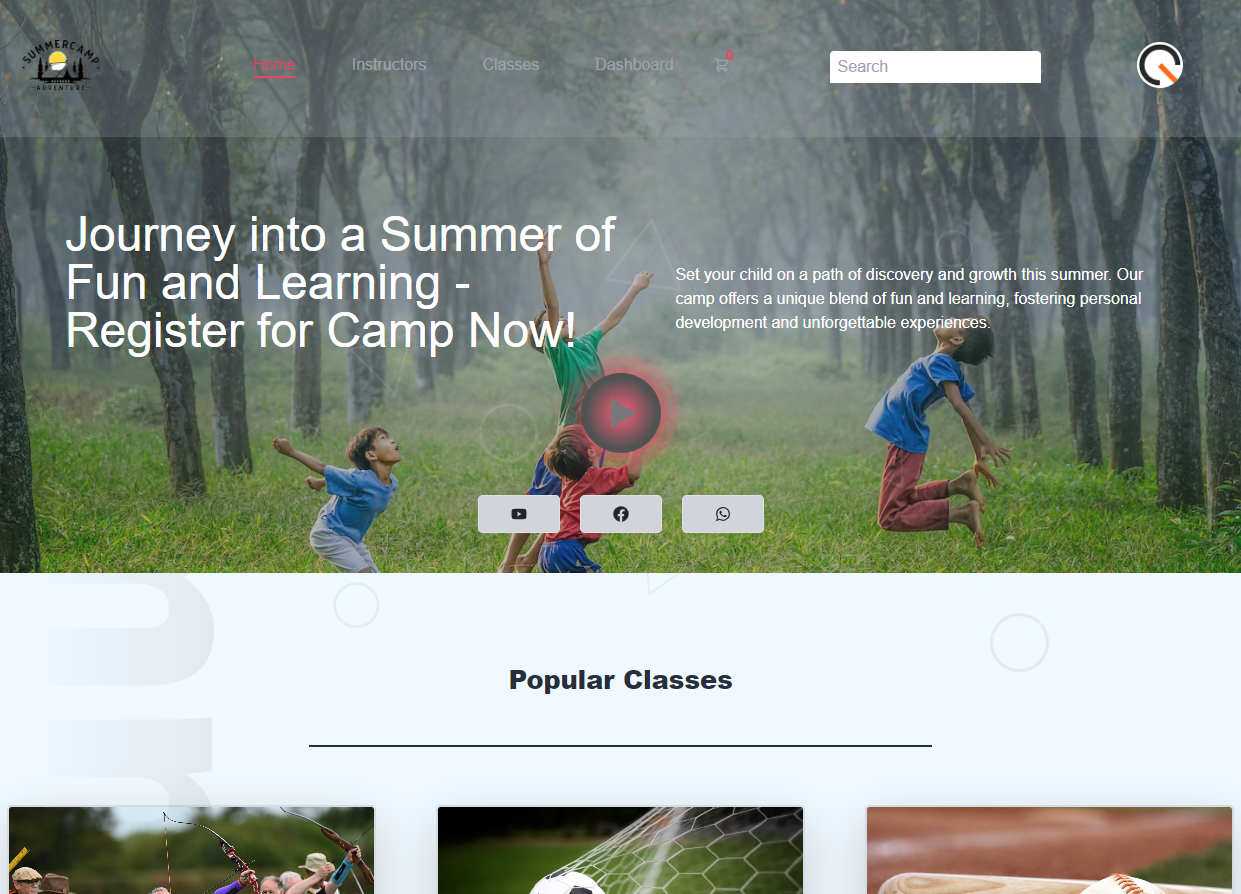 SUMMERCAMP
OUTDOOR
ADVENTURE
Home
Instructors
Classes
Dashboard
0
Search
Journey into a Summer of
Fun and Learning -
Register for Camp Now!
Set your child on a path of discovery and growth this summer. Our
camp offers a unique blend of fun and learning, fostering personal
development and unforgettable experiences.
Popular Classes